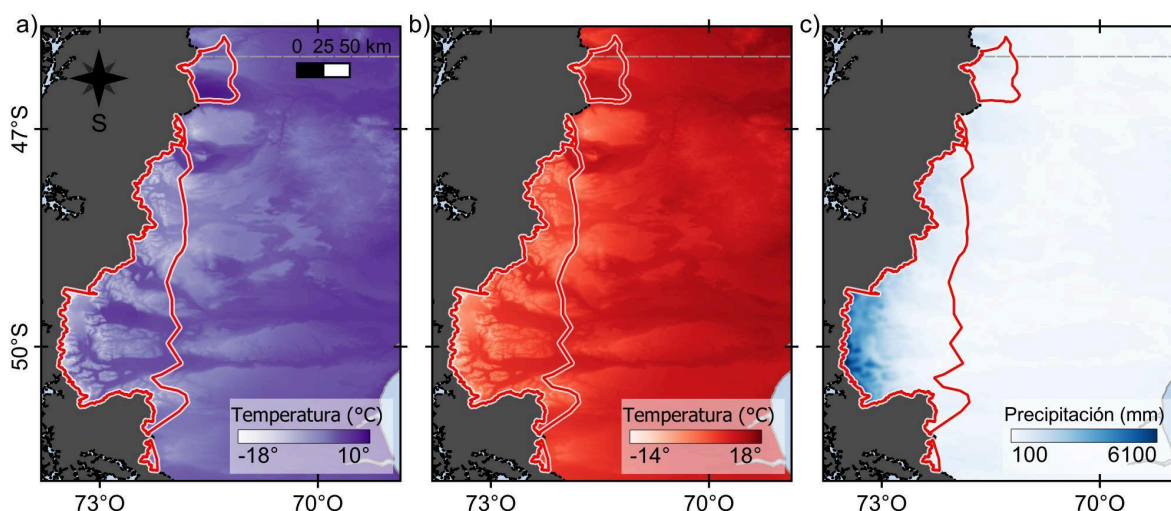 a)
0 25 50 km
S
47°S
50°S
Temperatura (°C)
-18° 10°
73°O 70°O
b)
Temperatura (°C)
-14° 18°
73°O 70°O
c)
Precipitación (mm)
100 6100
73°O 70°O